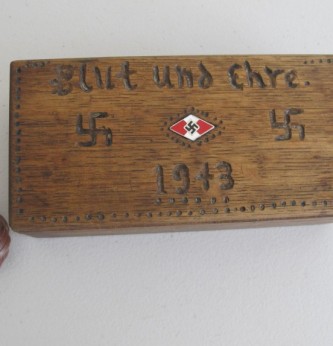 Blut und Ehre.
1943